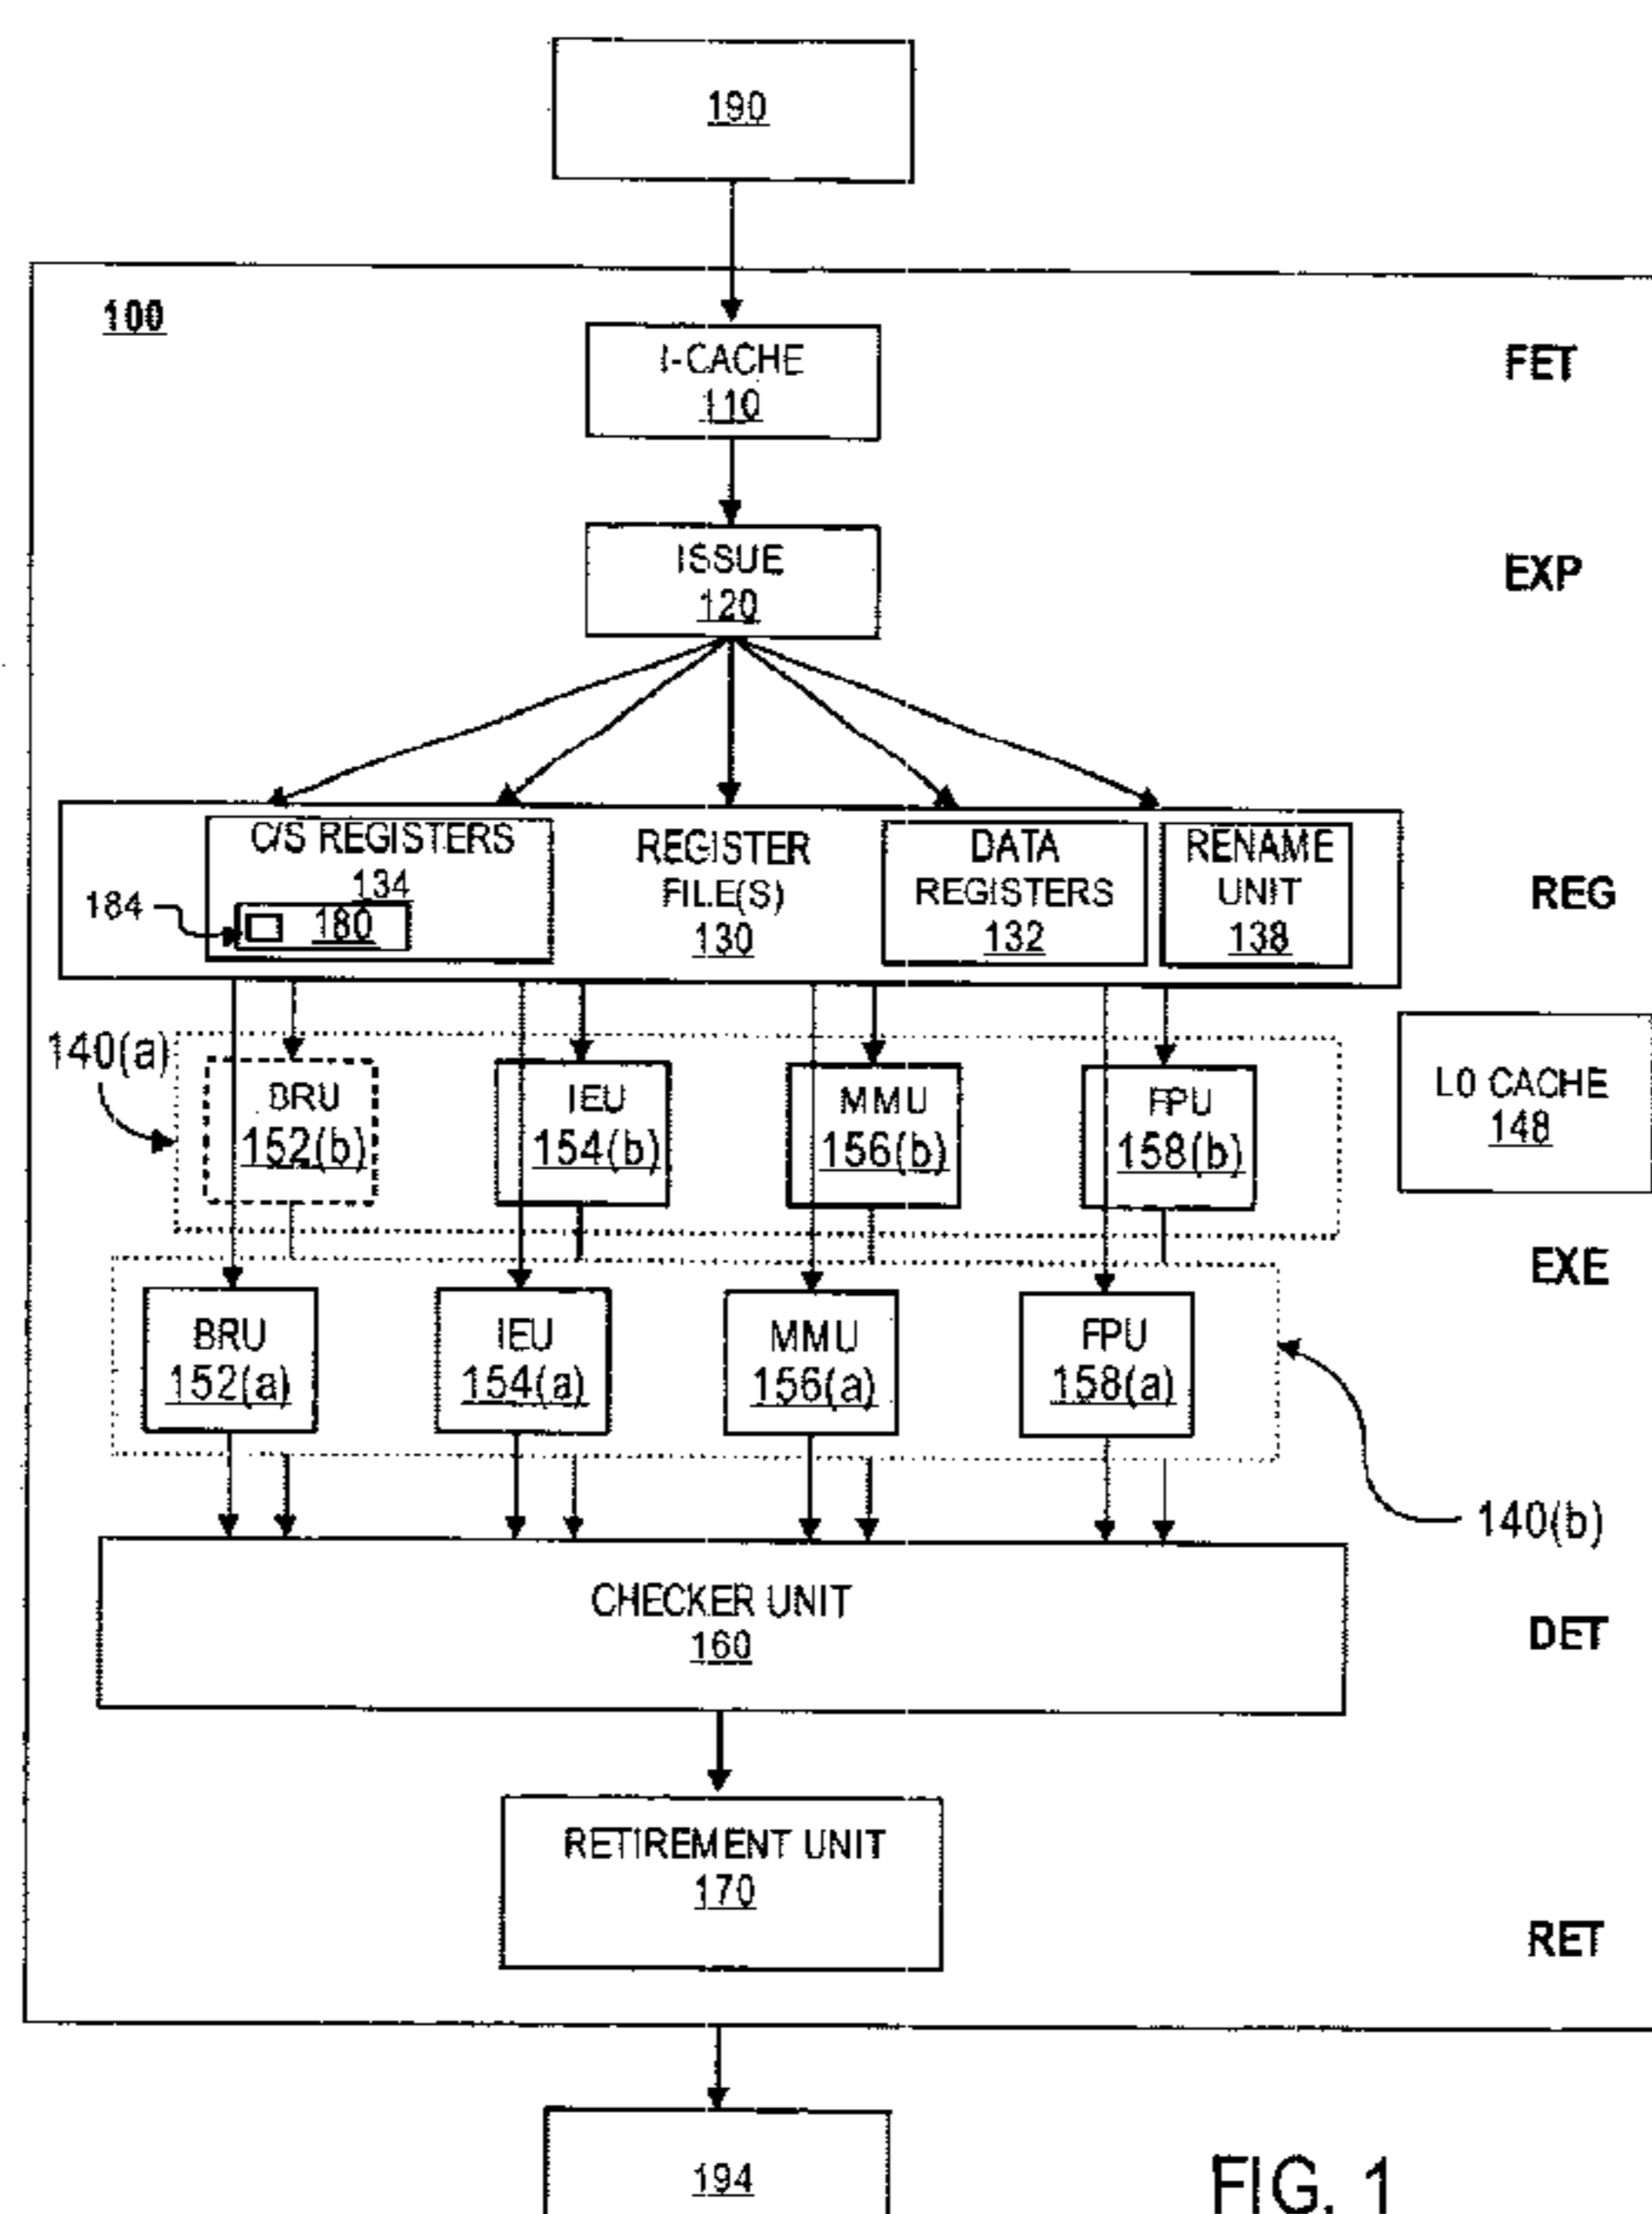 190
100
I-CACHE
110
FET
ISSUE
120
EXP
C/S REGISTERS
134
184
180
REGISTER
FILE(S)
130
DATA
REGISTERS
132
RENAME
UNIT
138
REG
140(a)
BRU
152(b)
IEU
154(b)
MMU
156(b)
FPU
158(b)
L0 CACHE
148
EXE
BRU
152(a)
IEU
154(a)
MMU
156(a)
FPU
158(a)
140(b)
CHECKER UNIT
160
DET
RETIREMENT UNIT
170
RET
194
FIG. 1